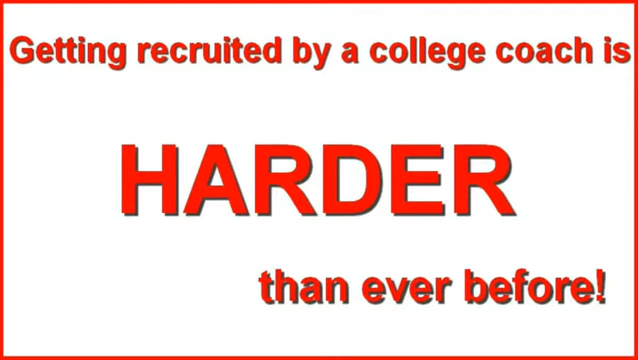 Getting recruited by a college coach is
HARDER
than ever before!